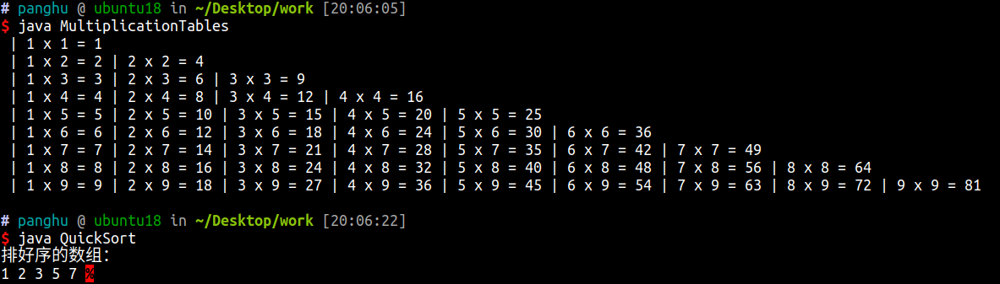 # panghu @ ubuntu18 in ~/Desktop/work [20:06:05]
$ java MultiplicationTables
| 1 x 1 = 1
| 1 x 2 = 2 | 2 x 2 = 4
| 1 x 3 = 3 | 2 x 3 = 6 | 3 x 3 = 9
| 1 x 4 = 4 | 2 x 4 = 8 | 3 x 4 = 12 | 4 x 4 = 16
| 1 x 5 = 5 | 2 x 5 = 10 | 3 x 5 = 15 | 4 x 5 = 20 | 5 x 5 = 25
| 1 x 6 = 6 | 2 x 6 = 12 | 3 x 6 = 18 | 4 x 6 = 24 | 5 x 6 = 30 | 6 x 6 = 36
| 1 x 7 = 7 | 2 x 7 = 14 | 3 x 7 = 21 | 4 x 7 = 28 | 5 x 7 = 35 | 6 x 7 = 42 | 7 x 7 = 49
| 1 x 8 = 8 | 2 x 8 = 16 | 3 x 8 = 24 | 4 x 8 = 32 | 5 x 8 = 40 | 6 x 8 = 48 | 7 x 8 = 56 | 8 x 8 = 64
| 1 x 9 = 9 | 2 x 9 = 18 | 3 x 9 = 27 | 4 x 9 = 36 | 5 x 9 = 45 | 6 x 9 = 54 | 7 x 9 = 63 | 8 x 9 = 72 | 9 x 9 = 81
# panghu @ ubuntu18 in ~/Desktop/work [20:06:22]
$ java QuickSort
排好序的数组：
1 2 3 5 7 %